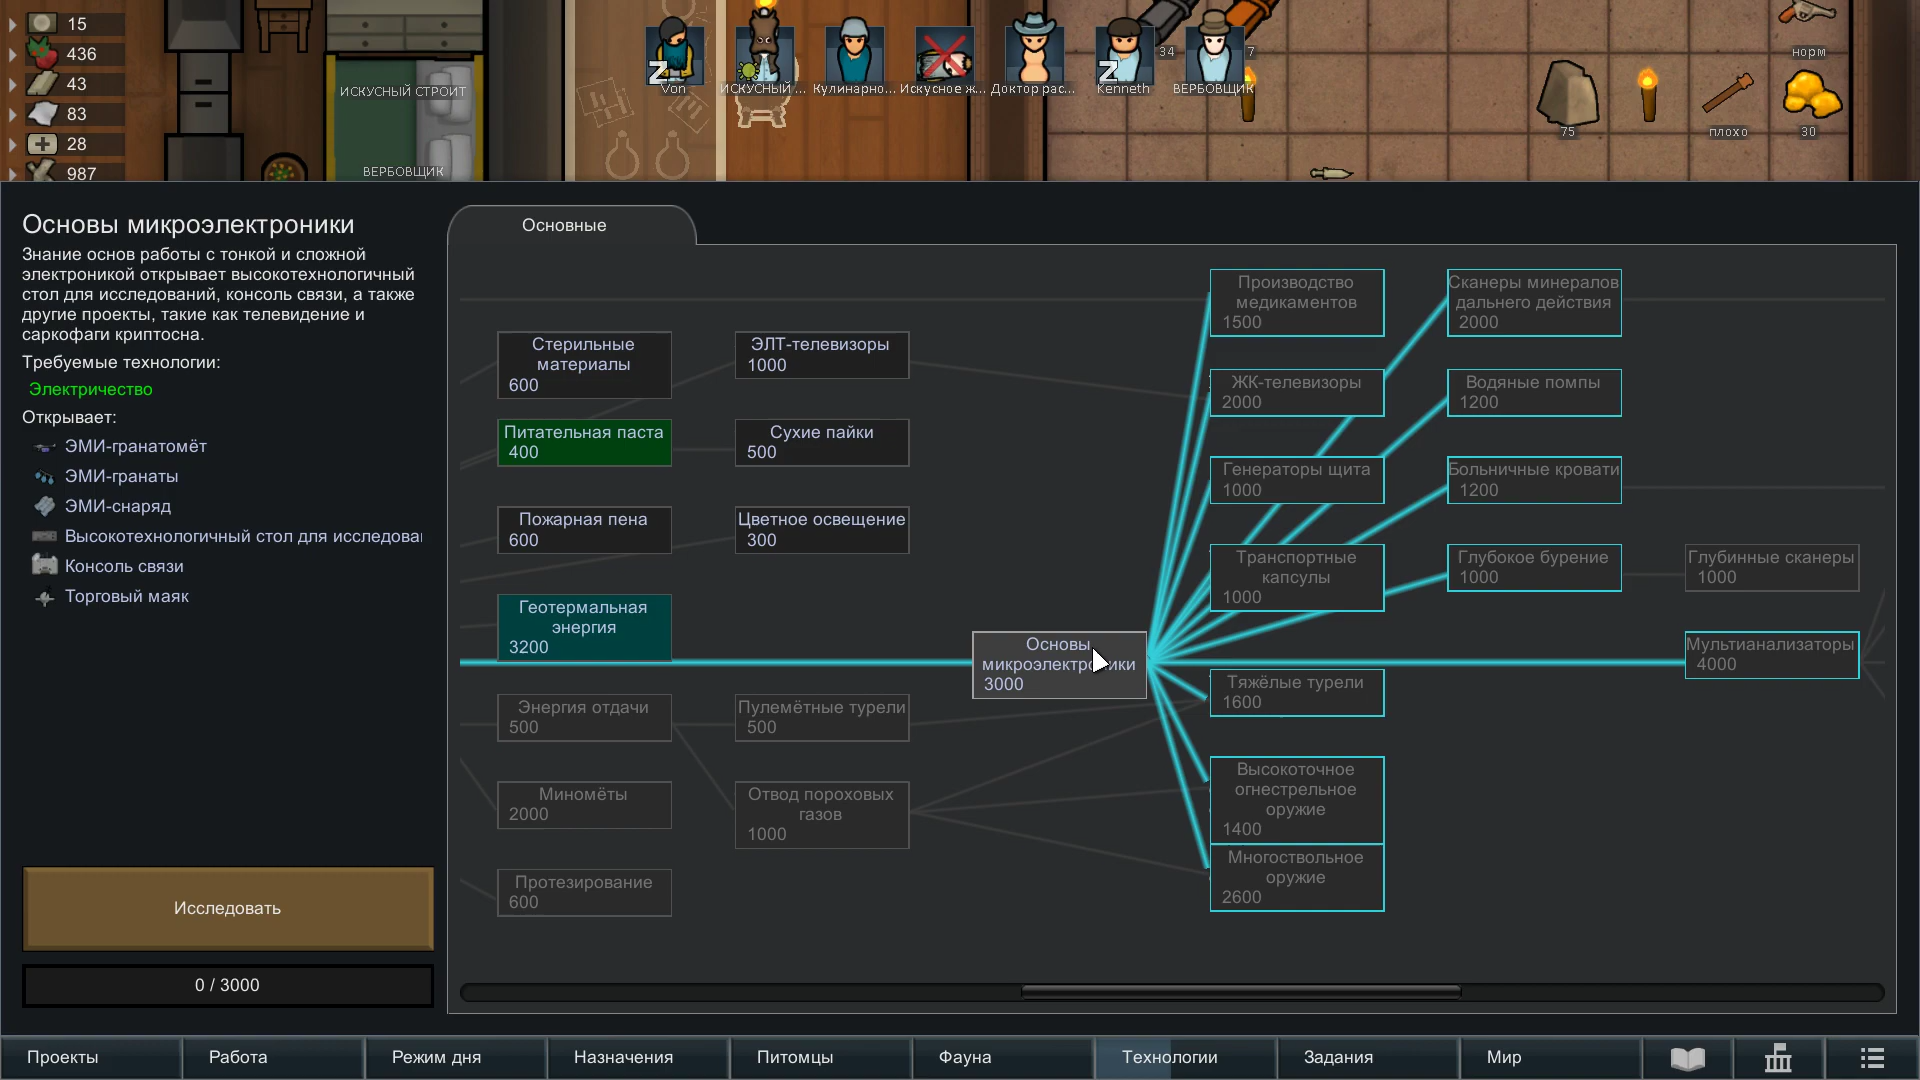 15
436
43
83
28
987
ИСКУСНЫЙ СТРОИТ
ВЕРБОВЩИК
Von
ИСКУСНЫЙ ...
Кулинарно...
Искусное ж...
Доктор рас...
Kenneth
ВЕРБОВЩИК
34
7
норм
75
плохо
30
Основы микроэлектроники
Знание основ работы с тонкой и сложной
электроникой открывает высокотехнологичный
стол для исследований, консоль связи, а также
другие проекты, такие как телевидение и
саркофаги криптосна.
Требуемые технологии:
Электричество
Открывает:
ЭМИ-гранатомёт
ЭМИ-гранаты
ЭМИ-снаряд
Высокотехнологичный стол для исследова
Консоль связи
Торговый маяк
Исследовать
0 / 3000
Основные
Стерильные
материалы
600
ЭЛТ-телевизоры
1000
Питательная паста
400
Сухие пайки
500
Пожарная пена
600
Цветное освещение
300
Геотермальная
энергия
3200
Энергия отдачи
500
Пулемётные турели
500
Миномёты
2000
Отвод пороховых
газов
1000
Протезирование
600
Основы
микроэлектроники
3000
Производство
медикаментов
1500
Сканеры минералов
дальнего действия
2000
ЖК-телевизоры
2000
Водяные помпы
1200
Генераторы щита
1000
Больничные кровати
1200
Транспортные
капсулы
1000
Глубокое бурение
1000
Глубинные сканеры
1000
Мультианализаторы
4000
Тяжёлые турели
1600
Высокоточное
огнестрельное
оружие
1400
Многоствольное
оружие
2600
Проекты
Работа
Режим дня
Назначения
Питомцы
Фауна
Технологии
Задания
Мир